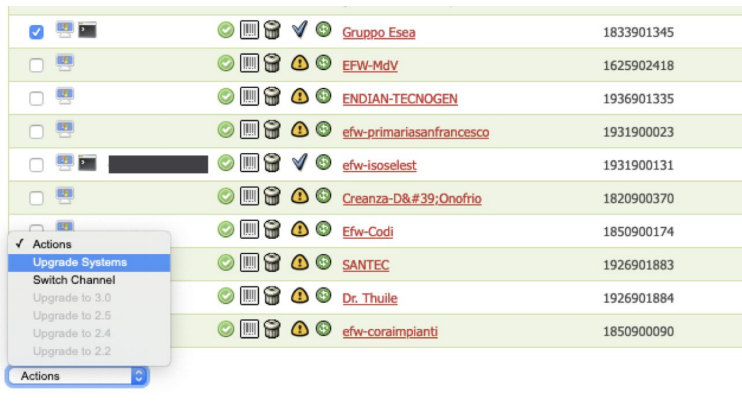 Gruppo Esea 1833901345
EFW-MdV 1625902418
ENDIAN-TECNOGEN 1936901335
efw-primariasanfrancesco 1931900023
efw-isoselest 1931900131
Creanza-D&#39;Onofrio 1820900370
Efw-Codi 1850900174
✓ Actions
Upgrade Systems
SANTEC 1926901883
Switch Channel
Upgrade to 3.0
Dr. Thuile 1926901884
Upgrade to 2.5
Upgrade to 2.4
efw-coraimpianti 1850900090
Upgrade to 2.2
Actions